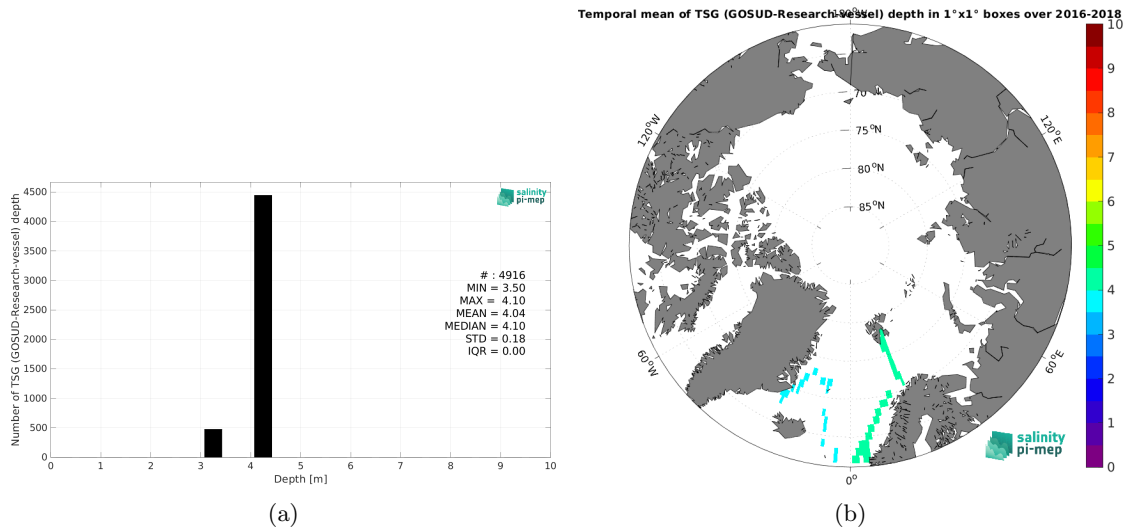 Temporal mean of TSG (GOSUD-Research-vessel) depth in 1°x1° boxes over 2016-2018
180°W
10
9
8
7
6
5
4
3
2
1
0
70
75°N
80°N
85°N
120°W
120°E
60°W
60°E
0°
salinity
pi-mep
Number of TSG (GOSUD-Research-vessel) depth
4500
4000
3500
3000
2500
2000
1500
1000
500
0
salinity
pi-mep
# : 4916
MIN = 3.50
MAX = 4.10
MEAN = 4.04
MEDIAN = 4.10
STD = 0.18
IQR = 0.00
0 1 2 3 4 5 6 7 8 9 10
Depth [m]
(a)
(b)